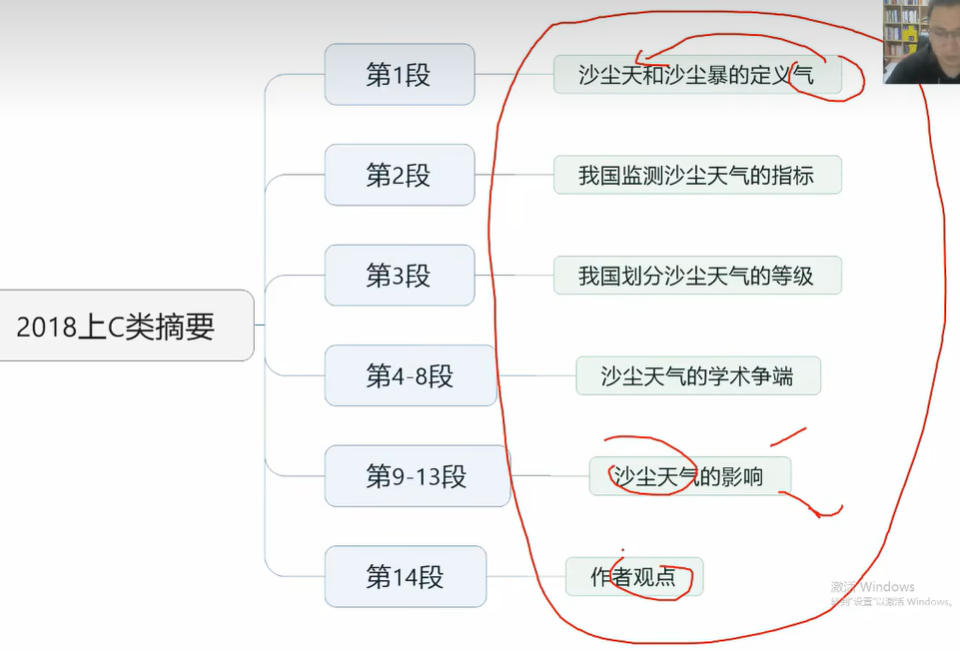 第1段
沙尘天和沙尘暴的定义气
第2段
我国监测沙尘天气的指标
第3段
我国划分沙尘天气的等级
2018上C类摘要
第4-8段
沙尘天气的学术争端
第9-13段
沙尘天气的影响
第14段
作者观点
激活 Windows
转到"设置"以激活 Windows。